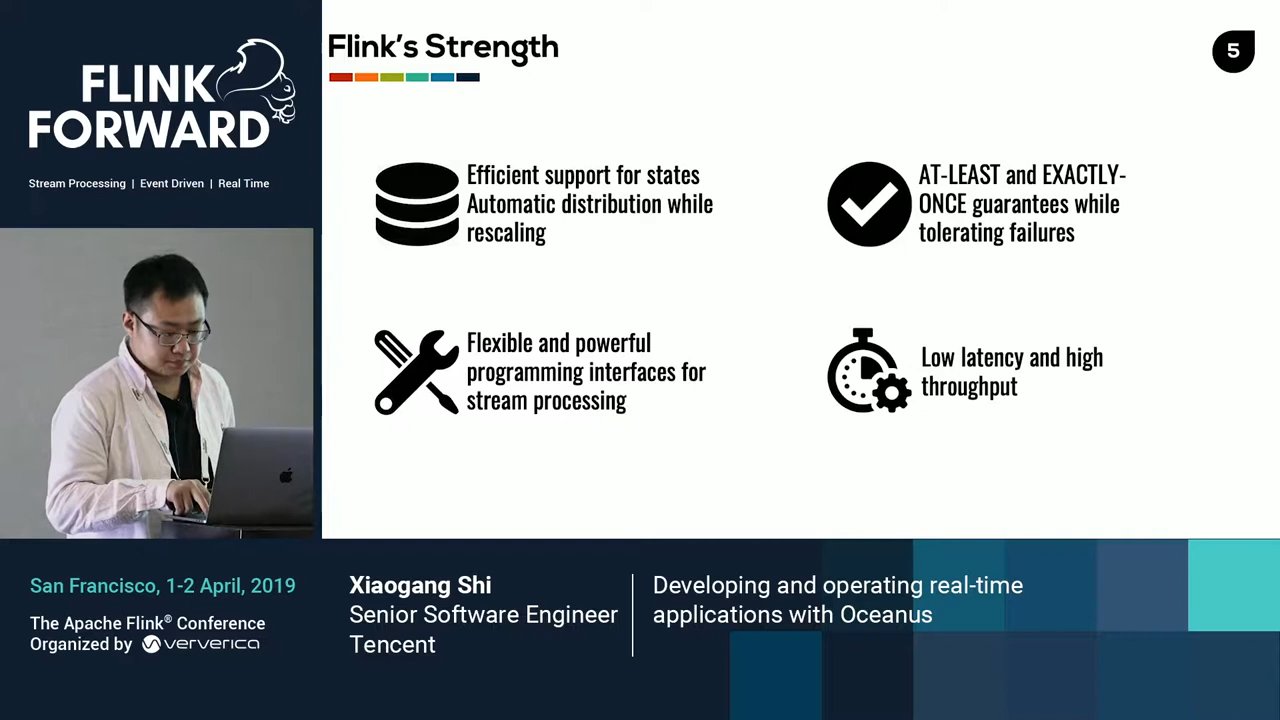 FLINK
FORWARD
Stream Processing | Event Driven | Real Time
Flink's Strength
5
Efficient support for states
Automatic distribution while
rescaling
AT-LEAST and EXACTLY-
ONCE guarantees while
tolerating failures
Flexible and powerful
programming interfaces for
stream processing
Low latency and high
throughput
San Francisco, 1-2 April, 2019
The Apache Flink® Conference
Organized by ververica
Xiaogang Shi
Senior Software Engineer
Tencent
Developing and operating real-time
applications with Oceanus